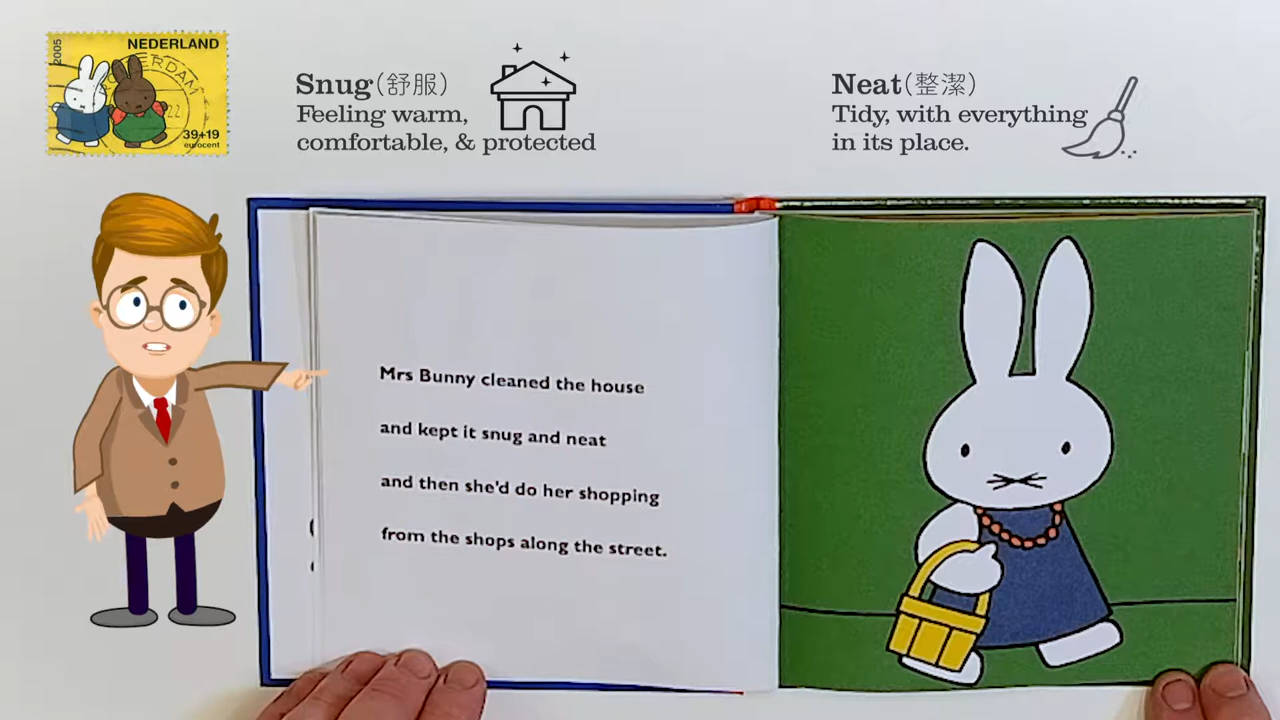 2005
NEDERLAND
39+19
eurocent
Snug(舒服)
Feeling warm,
comfortable, & protected
Neat(整潔)
Tidy, with everything
in its place.
Mrs Bunny cleaned the house
and kept it snug and neat
and then she'd do her shopping
from the shops along the street.